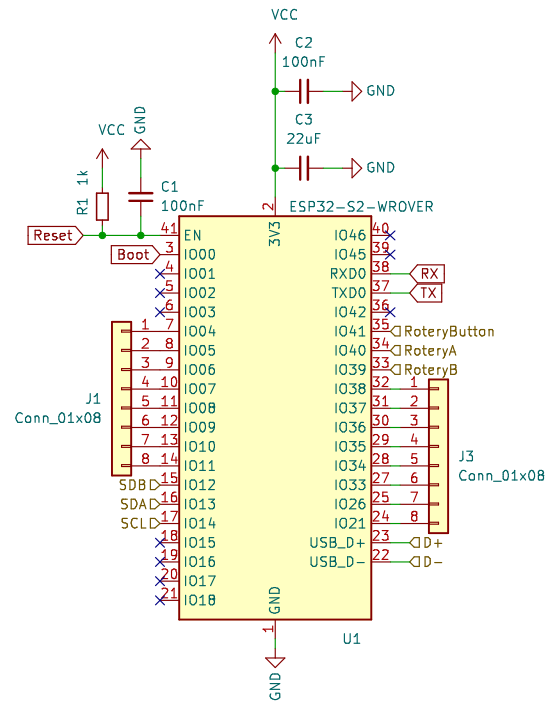 VCC
C2
100nF
GND
C3
22uF
GND
VCC
GND
R1 1k
C1
100nF
ESP32-S2-WROVER
2
3V3
Reset 41 EN
Boot 3 IO00
4 IO01
5 IO02
6 IO03
1 7 IO04
2 8 IO05
3 9 IO06
4 10 IO07
5 11 IO08
6 12 IO09
7 13 IO10
8 14 IO11
J1
Conn_01x08
SDB 15 IO12
SDA 16 IO13
SCL 17 IO14
18 IO15
19 IO16
20 IO17
21 IO18
IO46 40
IO45 39
RXD0 38 RX
TXD0 37 TX
IO42 36
IO41 35 RoteryButton
IO40 34 RoteryA
IO39 33 RoteryB
IO38 32 1
IO37 31 2
IO36 30 3
IO35 29 4
IO34 28 5
IO33 27 6
IO26 25 7
IO21 24 8
J3
Conn_01x08
USB_D+ 23 D+
USB_D- 22 D-
GND
1
U1
GND